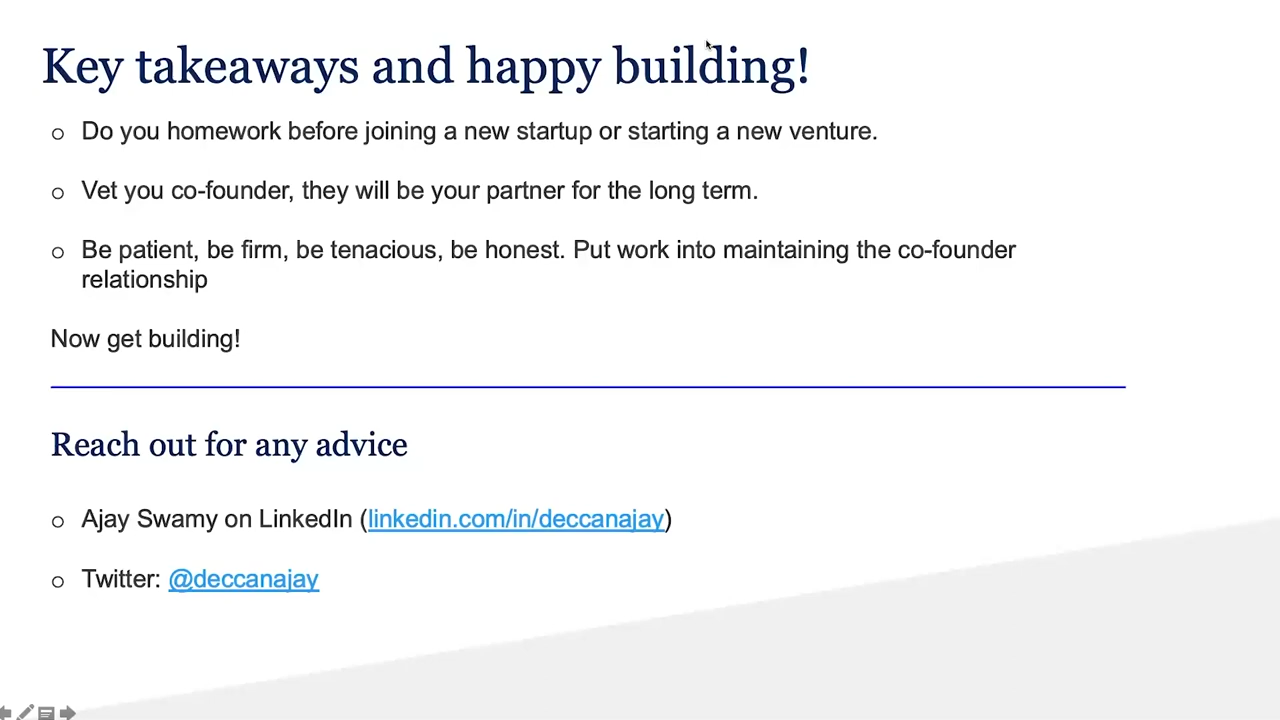 Key takeaways and happy building!
○ Do you homework before joining a new startup or starting a new venture.
○ Vet you co-founder, they will be your partner for the long term.
○ Be patient, be firm, be tenacious, be honest. Put work into maintaining the co-founder
relationship
Now get building!
Reach out for any advice
○ Ajay Swamy on LinkedIn (linkedin.com/in/deccanajay)
○ Twitter: @deccanajay